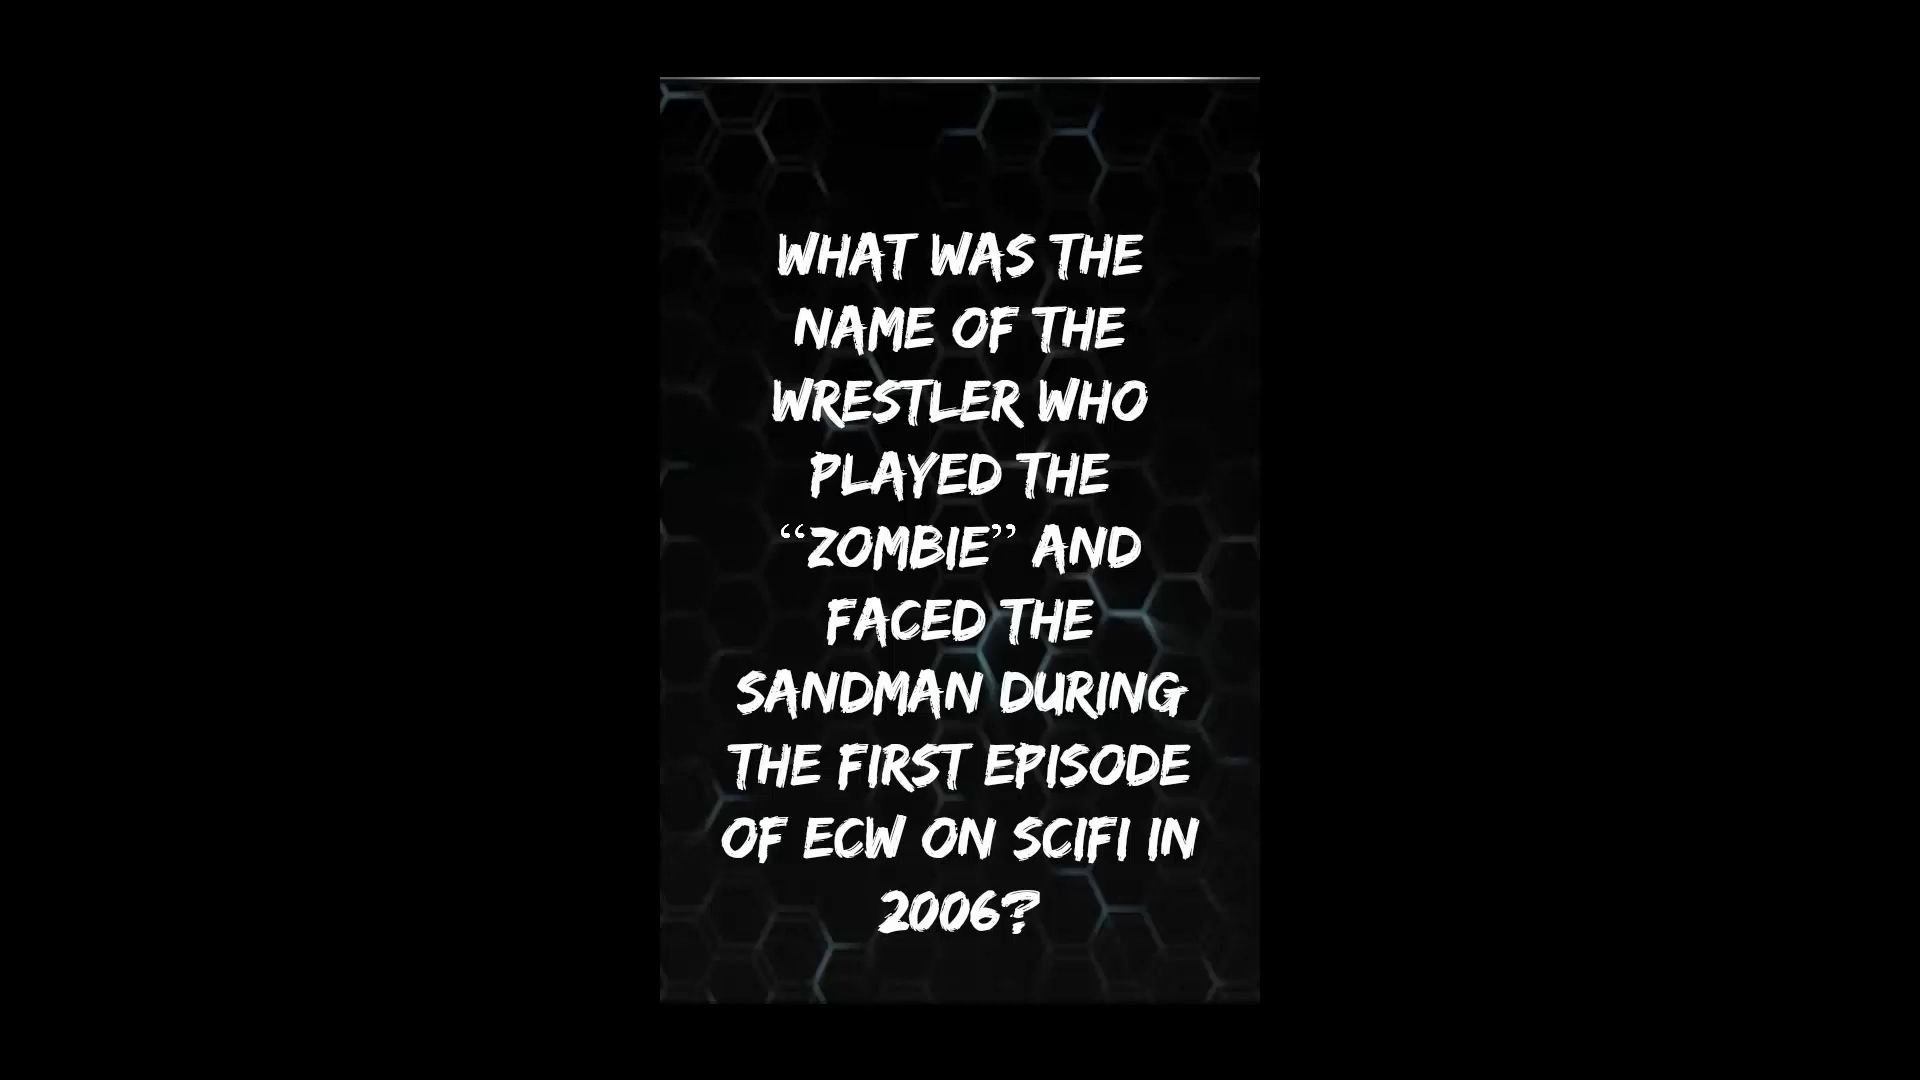 WHAT WAS THE
NAME OF THE
WRESTLER WHO
PLAYED THE
“ZOMBIE” AND
FACED THE
SANDMAN DURING
THE FIRST EPISODE
OF ECW ON SCIFI IN
2006?